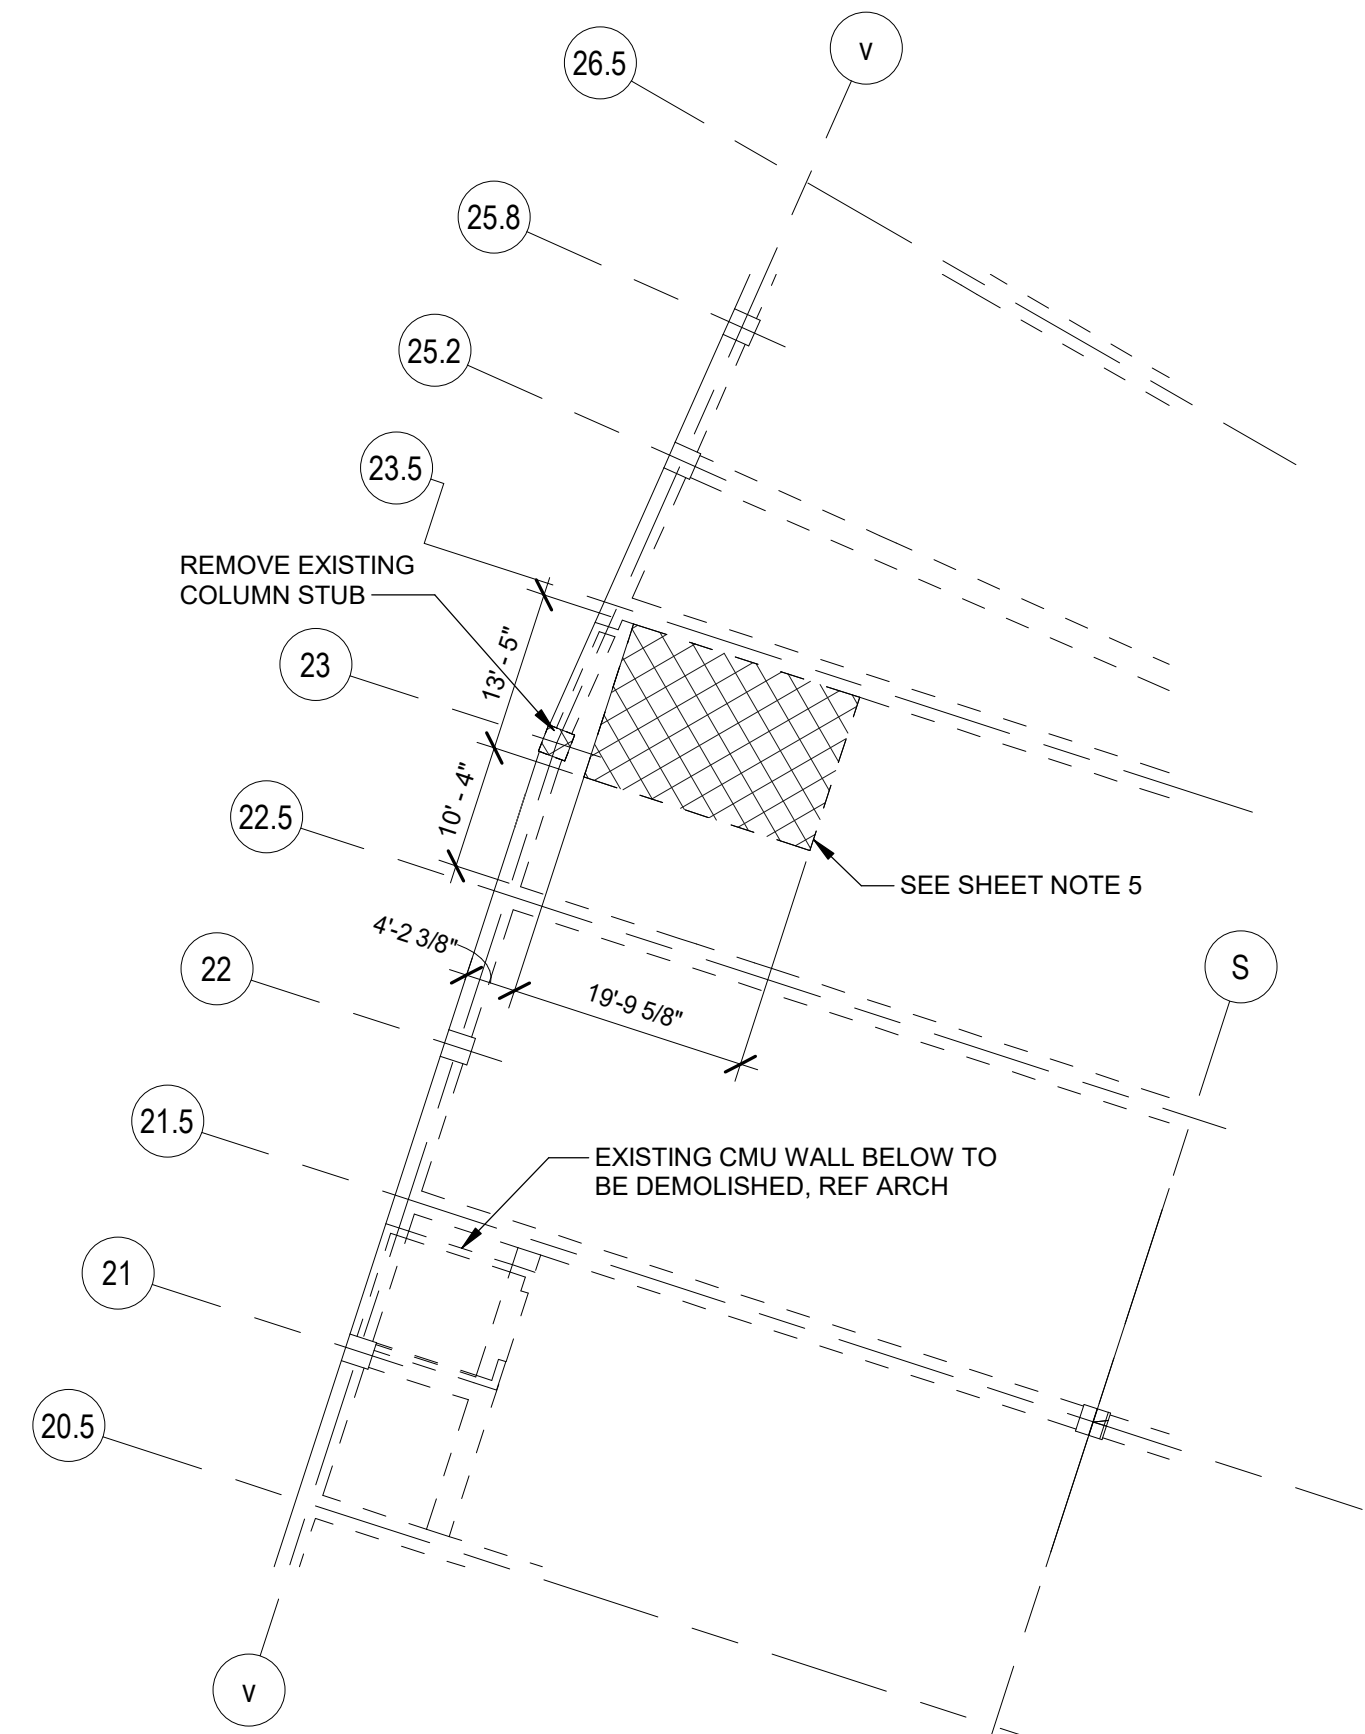 v
26.5
25.8
25.2
23.5
REMOVE EXISTING
COLUMN STUB
13' - 5"
23
10' - 4"
22.5
SEE SHEET NOTE 5
4'-2 3/8"
22
S
19'-9 5/8"
21.5
EXISTING CMU WALL BELOW TO
BE DEMOLISHED, REF ARCH
21
20.5
v